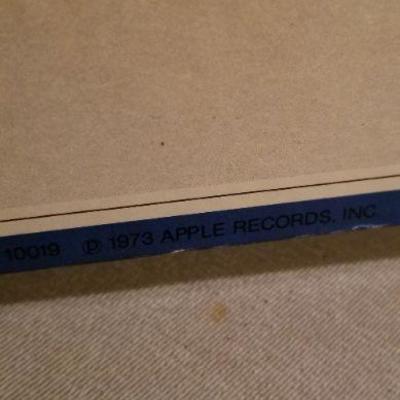 10019 ℗ 1973 APPLE RECORDS, INC.